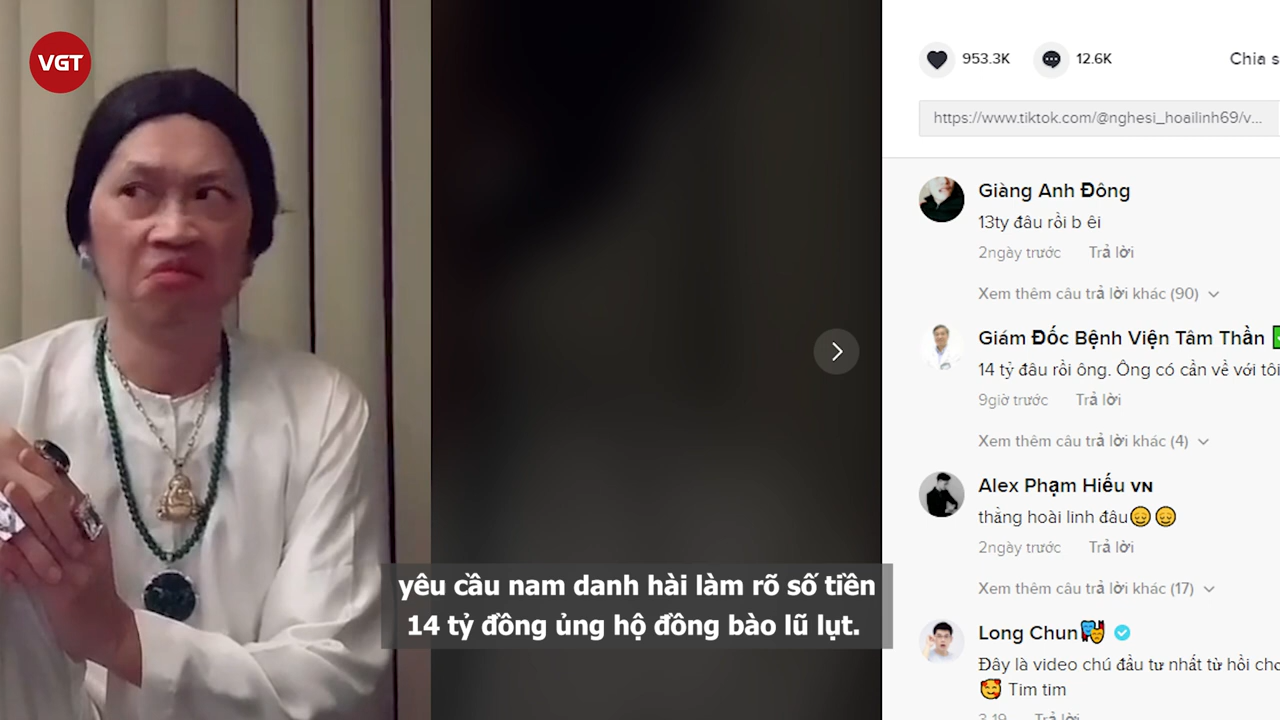 VGT
953.3K
12.6K
Chia s
https://www.tiktok.com/@nghesi_hoailinh69/v...
Giàng Anh Đông
13ty đâu rồi b êi
2ngày trước Trả lời
Xem thêm câu trả lời khác (90)
Giám Đốc Bệnh Viện Tâm Thần
14 tỷ đâu rồi ông. Ông có cần về với tôi
9giờ trước Trả lời
Xem thêm câu trả lời khác (4)
Alex Phạm Hiếu VN
thằng hoài linh đâu
2ngày trước Trả lời
Xem thêm câu trả lời khác (17)
Long Chun
Đây là video chú đầu tư nhất từ hồi chơ
Tim tim
3-19 Trả lời
yêu cầu nam danh hài làm rõ số tiền
14 tỷ đồng ủng hộ đồng bào lũ lụt.